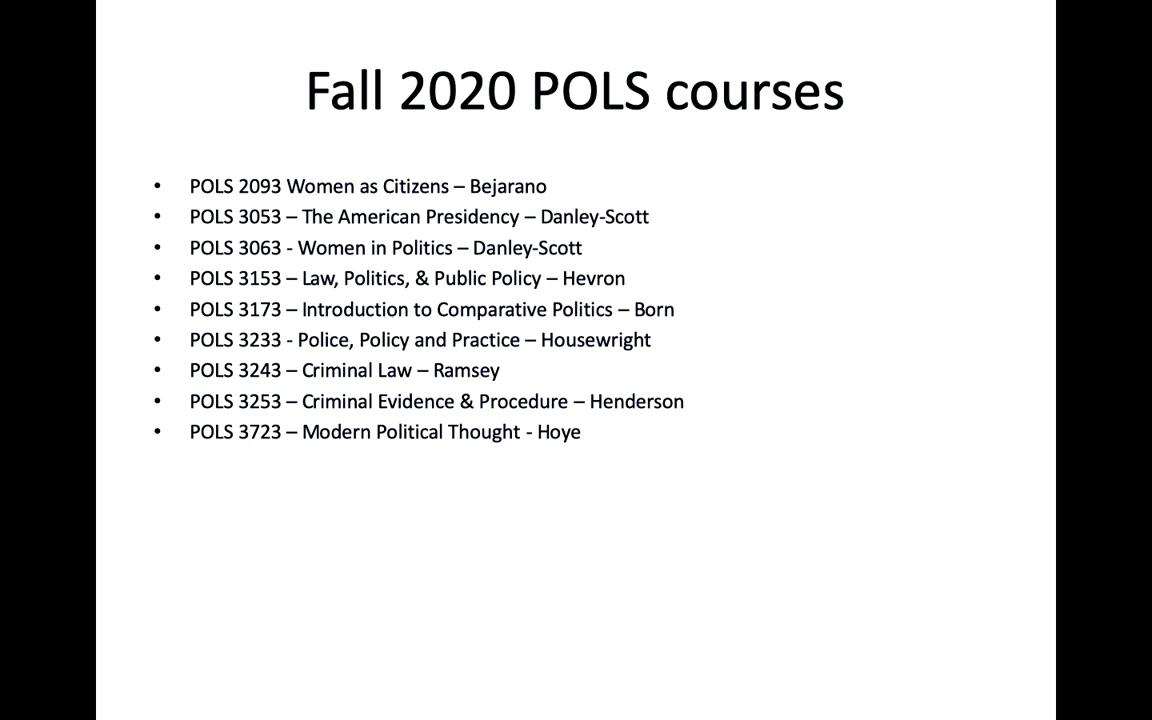 Fall 2020 POLS courses
• POLS 2093 Women as Citizens – Bejarano
• POLS 3053 – The American Presidency – Danley-Scott
• POLS 3063 - Women in Politics – Danley-Scott
• POLS 3153 – Law, Politics, & Public Policy – Hevron
• POLS 3173 – Introduction to Comparative Politics – Born
• POLS 3233 - Police, Policy and Practice – Housewright
• POLS 3243 – Criminal Law – Ramsey
• POLS 3253 – Criminal Evidence & Procedure – Henderson
• POLS 3723 – Modern Political Thought - Hoye